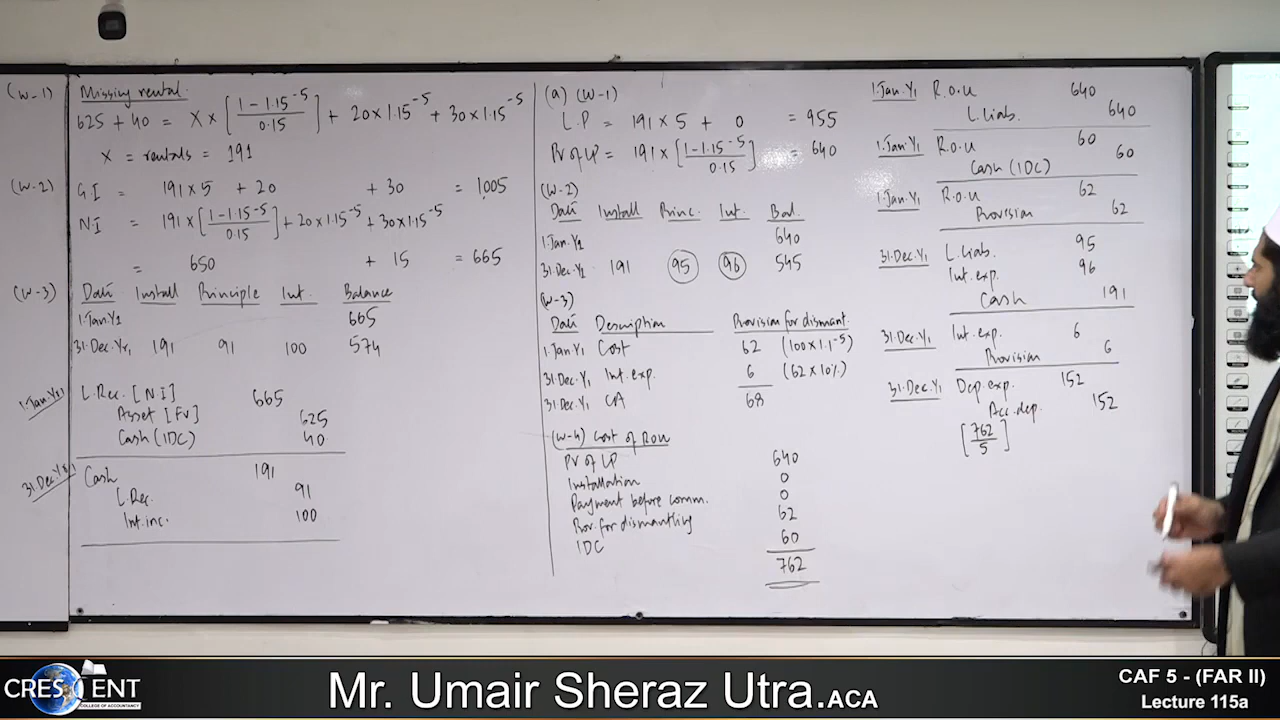 (W-1) Missing rental.
625 + 40 = X × [1 - 1.15^-5 / 0.15] + 20 × 1.15^-5 + 30 × 1.15^-5
X = rentals = 191
(W-2) GI = 191 × 5 + 20 + 30 = 1005
NI = 191 × [1 - 1.15^-5 / 0.15] + 20 × 1.15^-5 + 30 × 1.15^-5
= 650 + 15 = 665
(W-3) Date Install Principle Int. Balance
1.Jan.Y1 665
31.Dec.Y1 191 91 100 574
1.Jan.Y1 L.Rec. [NI] 665
Asset [FV] 625
Cash (IDC) 40
31.Dec.Y1 Cash 191
L.Rec. 91
Int.inc. 100
(a) (W-1)
L.P = 191 × 5 + 0 = 955
PV of LP = 191 × [1 - 1.15^-5 / 0.15] = 640
(W-2)
Date Install Princ. Int. Bal.
1.Jan.Y1 640
31.Dec.Y1 191 95 96 545
(W-3)
Date Description Provision for dismant.
1.Jan.Y1 Cost 62 (100 × 1.1^-5)
31.Dec.Y1 Int.exp. 6 (62 × 10%)
31.Dec.Y1 CA 68
(W-4) Cost of ROU
PV of LP 640
Installation 0
Payment before comm. 0
Prov. for dismantling 62
IDC 60
762
1.Jan.Y1 R.O.U 640
L.Liab. 640
1.Jan.Y1 R.O.U 60
Cash (IDC) 60
1.Jan.Y1 R.O.U 62
Provision 62
31.Dec.Y1 L.Liab. 95
Int.exp. 96
Cash 191
31.Dec.Y1 Int.exp. 6
Provision 6
31.Dec.Y1 Dep.exp. 152
Acc.dep. 152
[762 / 5]
CRESCENT
COLLEGE OF ACCOUNTANCY
Mr. Umair Sheraz Utra.ACA
CAF 5 - (FAR II)
Lecture 115a